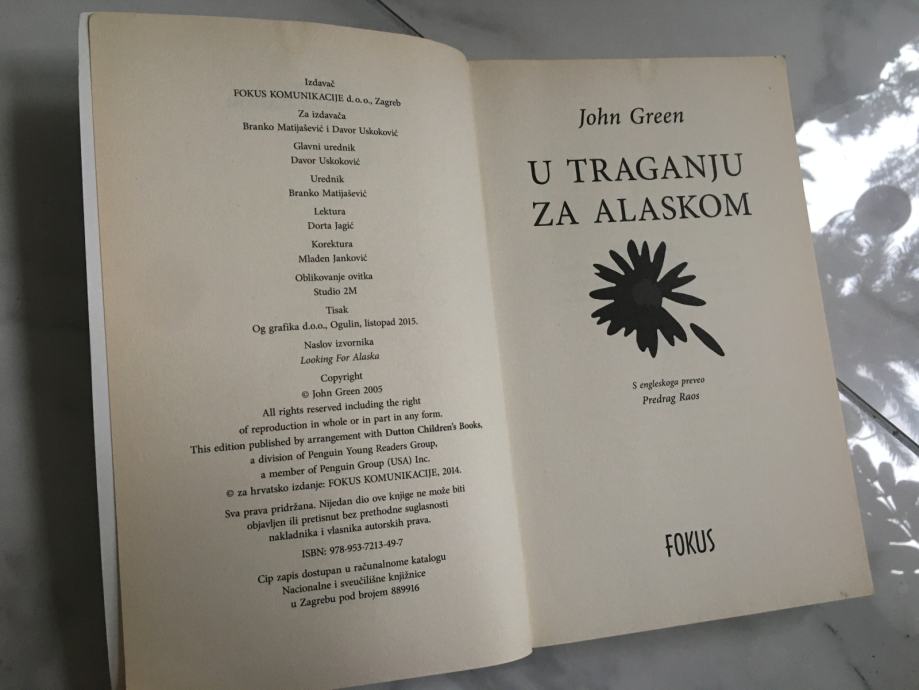 Izdavač
FOKUS KOMUNIKACIJE d. o. o., Zagreb
Za izdavača
Branko Matijašević i Davor Uskoković
Glavni urednik
Davor Uskoković
Urednik
Branko Matijašević
Lektura
Dorta Jagić
Korektura
Mladen Janković
Oblikovanje ovitka
Studio 2M
Tisak
Og grafika d.o.o., Ogulin, listopad 2015.
Naslov izvornika
Looking For Alaska
Copyright
© John Green 2005
All rights reserved including the right
of reproduction in whole or in part in any form.
This edition published by arrangement with Dutton Children's Books,
a division of Penguin Young Readers Group,
a member of Penguin Group (USA) Inc.
© za hrvatsko izdanje: FOKUS KOMUNIKACIJE, 2014.
Sva prava pridržana. Nijedan dio ove knjige ne može biti
objavljen ili pretisnut bez prethodne suglasnosti
nakladnika i vlasnika autorskih prava.
ISBN: 978-953-7213-49-7
Cip zapis dostupan u računalnome katalogu
Nacionalne i sveučilišne knjižnice
u Zagrebu pod brojem 889916
John Green
U TRAGANJU
ZA ALASKOM
S engleskoga preveo
Predrag Raos
FOKUS